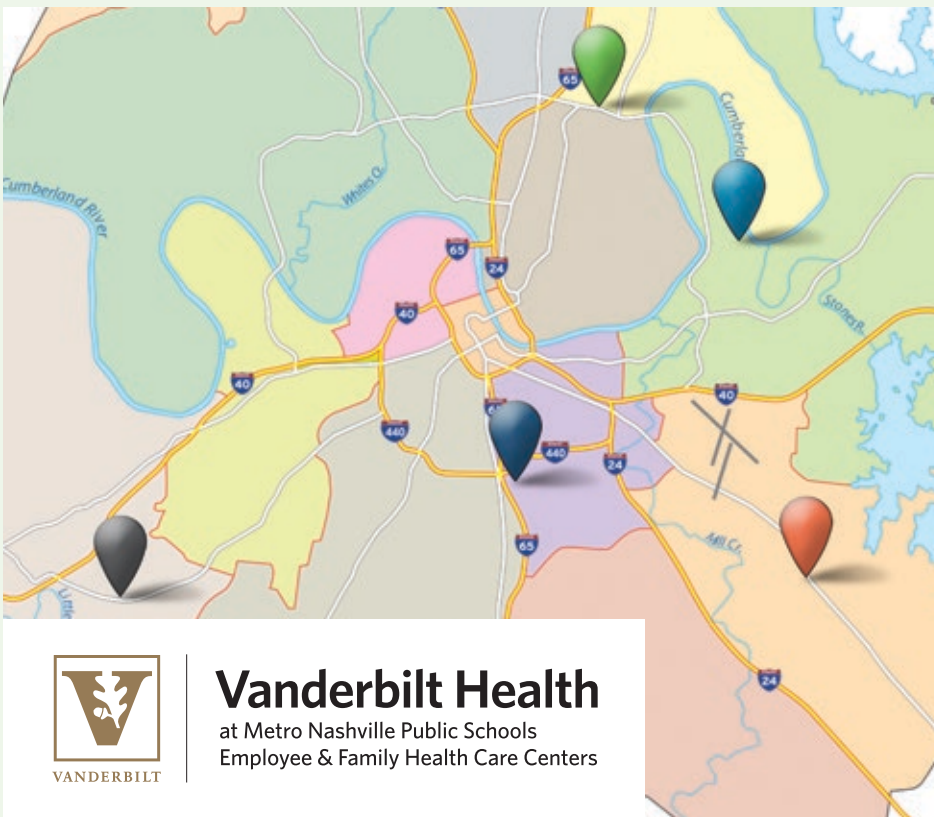 65
Cumberla
Whites Cr.
Cumberland River
65
24
40
Stones R.
40
40
440
440
24
65
Mill Cr.
Little
24
V
VANDERBILT
Vanderbilt Health
at Metro Nashville Public Schools
Employee & Family Health Care Centers